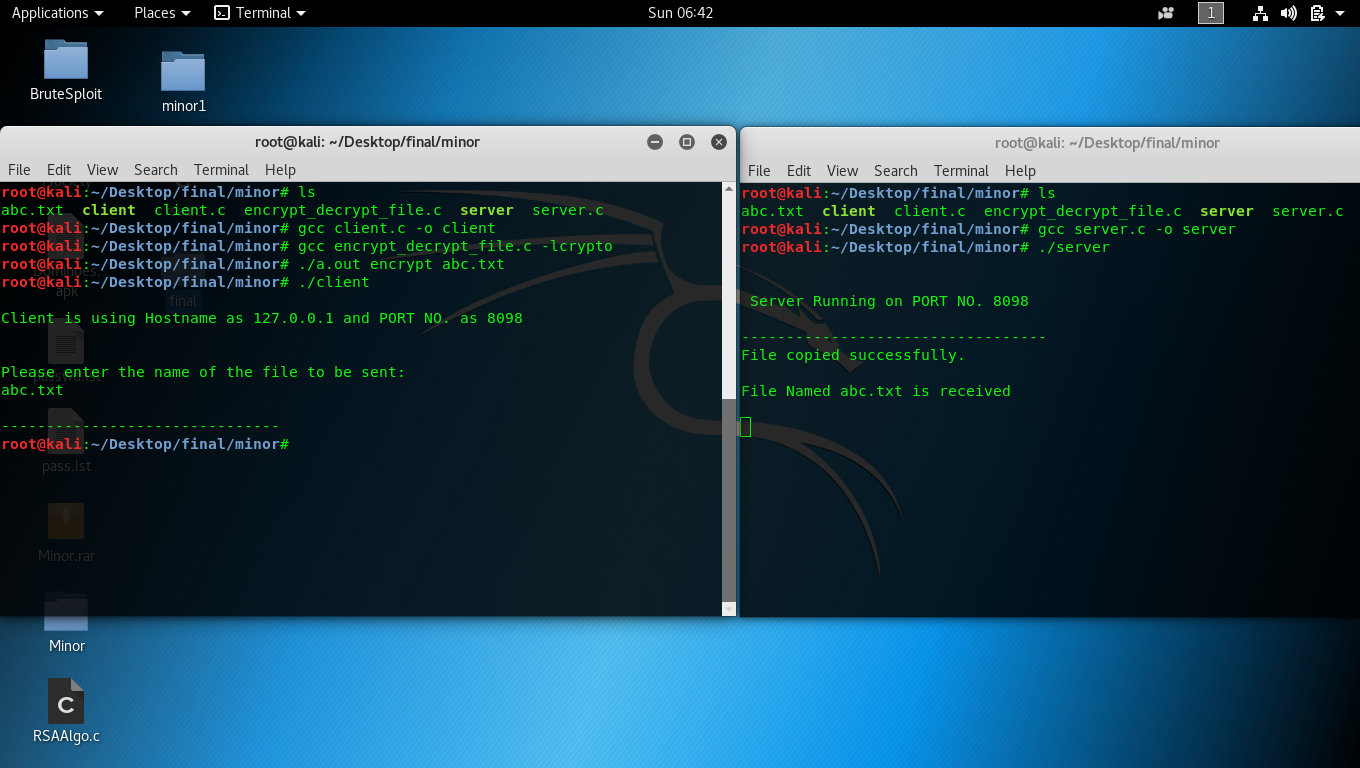 Applications Places Terminal Sun 06:42 1
BruteSploit
minor1
root@kali: ~/Desktop/final/minor
File Edit View Search Terminal Help
root@kali:~/Desktop/final/minor# ls
abc.txt client client.c encrypt_decrypt_file.c server server.c
root@kali:~/Desktop/final/minor# gcc client.c -o client
root@kali:~/Desktop/final/minor# gcc encrypt_decrypt_file.c -lcrypto
root@kali:~/Desktop/final/minor# ./a.out encrypt abc.txt
root@kali:~/Desktop/final/minor# ./client
Client is using Hostname as 127.0.0.1 and PORT NO. as 8098
Please enter the name of the file to be sent:
abc.txt
-------------------------------
root@kali:~/Desktop/final/minor#
root@kali: ~/Desktop/final/minor
File Edit View Search Terminal Help
root@kali:~/Desktop/final/minor# ls
abc.txt client client.c encrypt_decrypt_file.c server server.c
root@kali:~/Desktop/final/minor# gcc server.c -o server
root@kali:~/Desktop/final/minor# ./server
Server Running on PORT NO. 8098
----------------------------------
File copied successfully.
File Named abc.txt is received
apk
final
pass.lst
Minor.rar
Minor
C
RSAAlgo.c